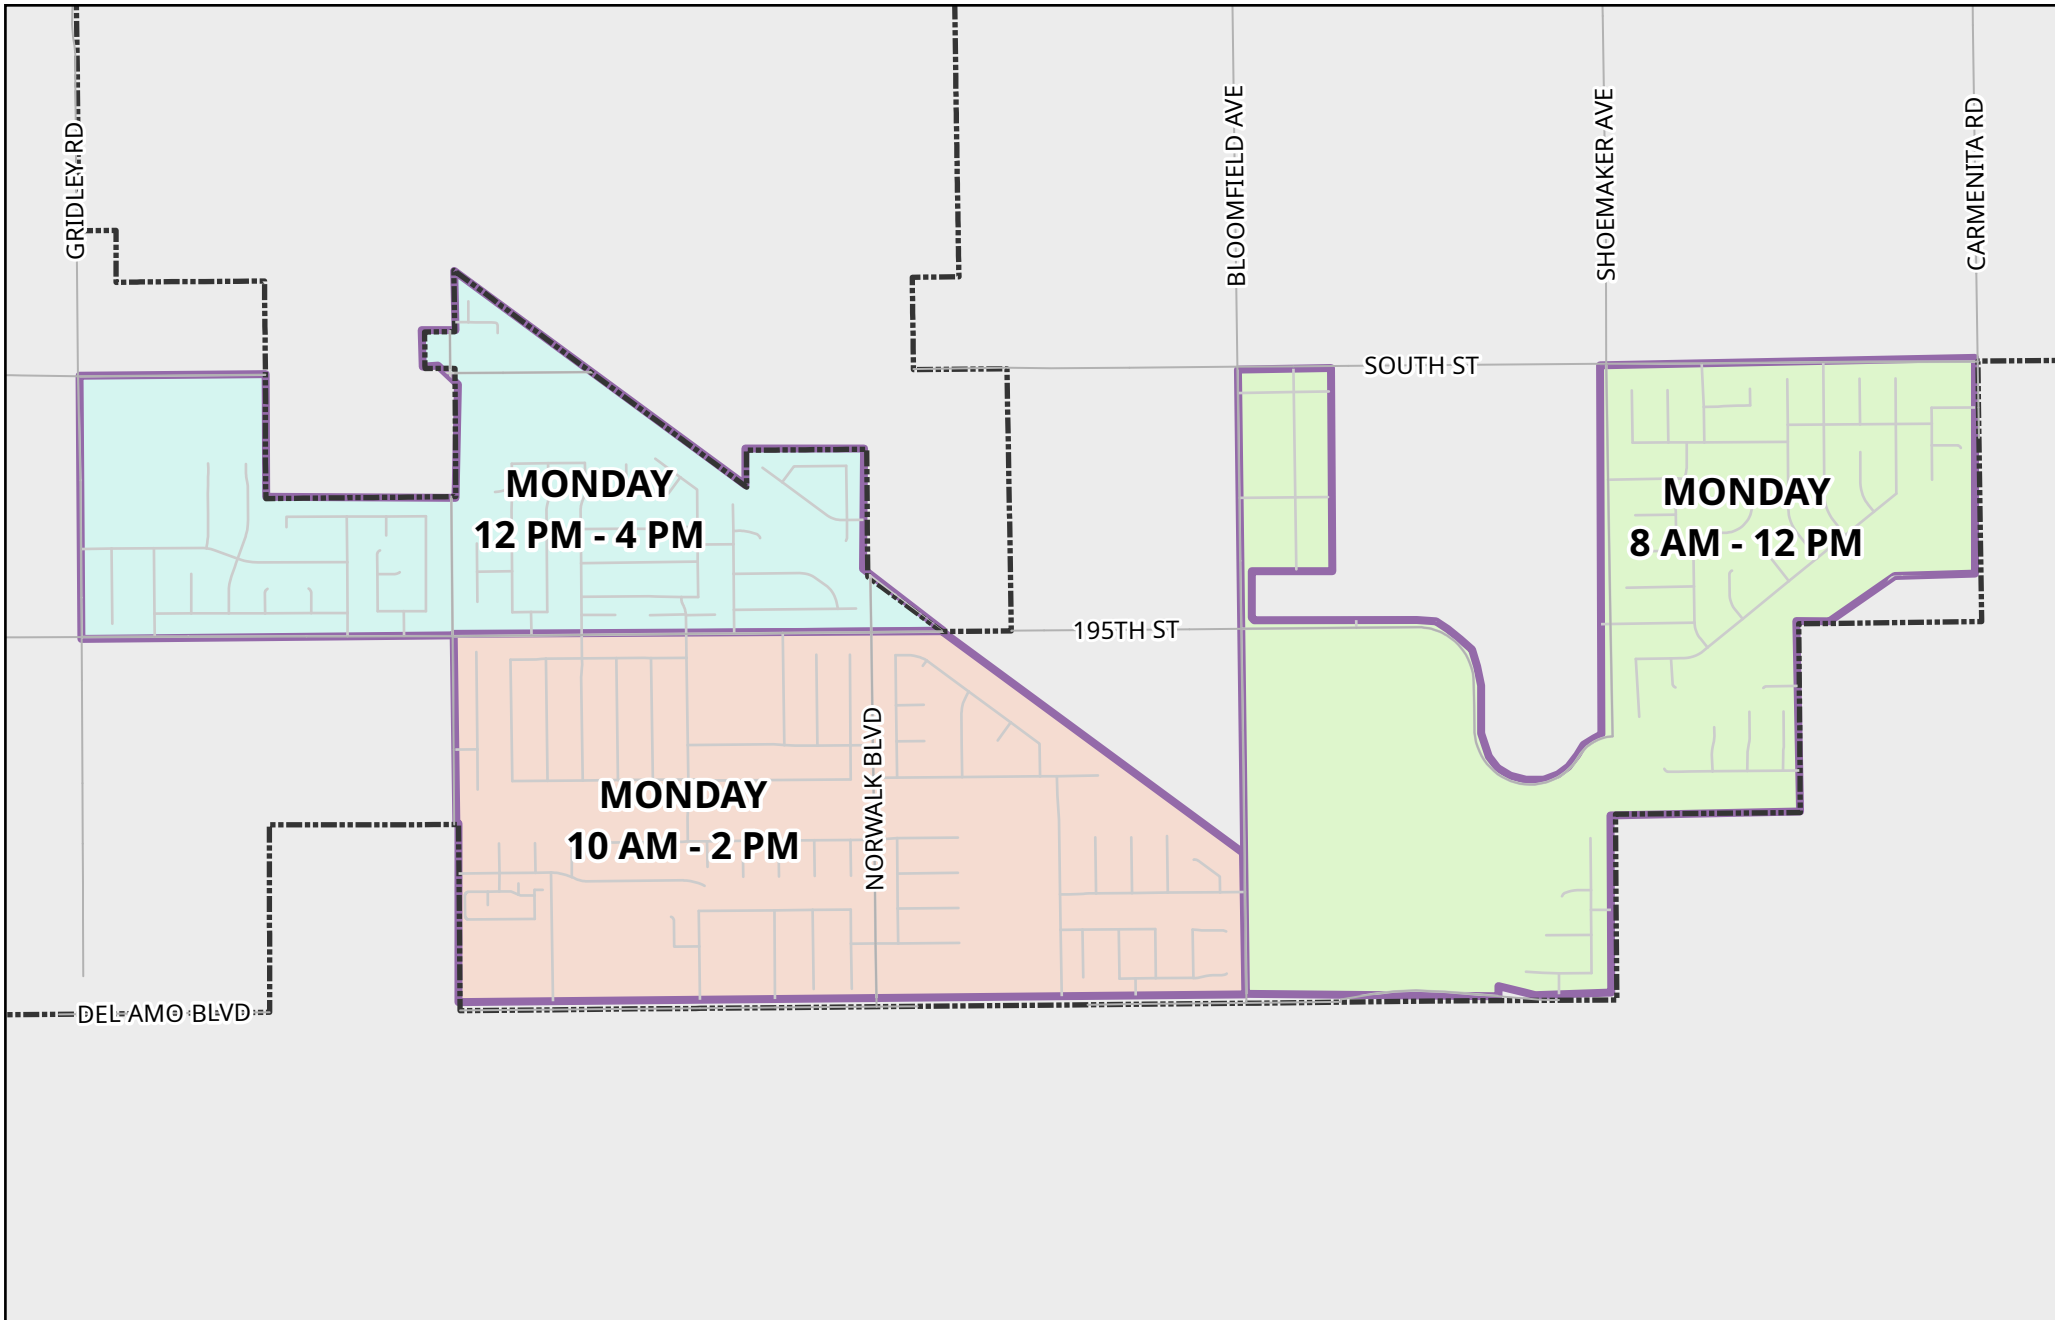 GRIDLEY RD
BLOOMFIELD AVE
SHOEMAKER AVE
CARMENITA RD
SOUTH ST
MONDAY
12 PM - 4 PM
MONDAY
8 AM - 12 PM
195TH ST
NORWALK BLVD
MONDAY
10 AM - 2 PM
DEL AMO BLVD